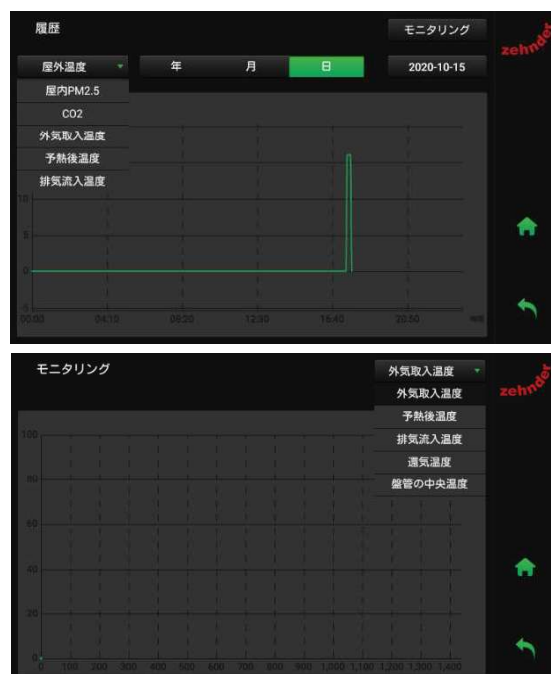 履歴
モニタリング
zehnder
屋外温度
年
月
日
2020-10-15
屋内PM2.5
CO2
外気取入温度
予熱後温度
排気流入温度
10
5
0
-5
00:00 04:10 08:20 12:30 16:40 20:50 時間
モニタリング
外気取入温度
zehnder
外気取入温度
予熱後温度
排気流入温度
還気温度
盤管の中央温度
100
80
60
40
20
0
0 100 200 300 400 500 600 700 800 900 1,000 1,100 1,200 1,300 1,400